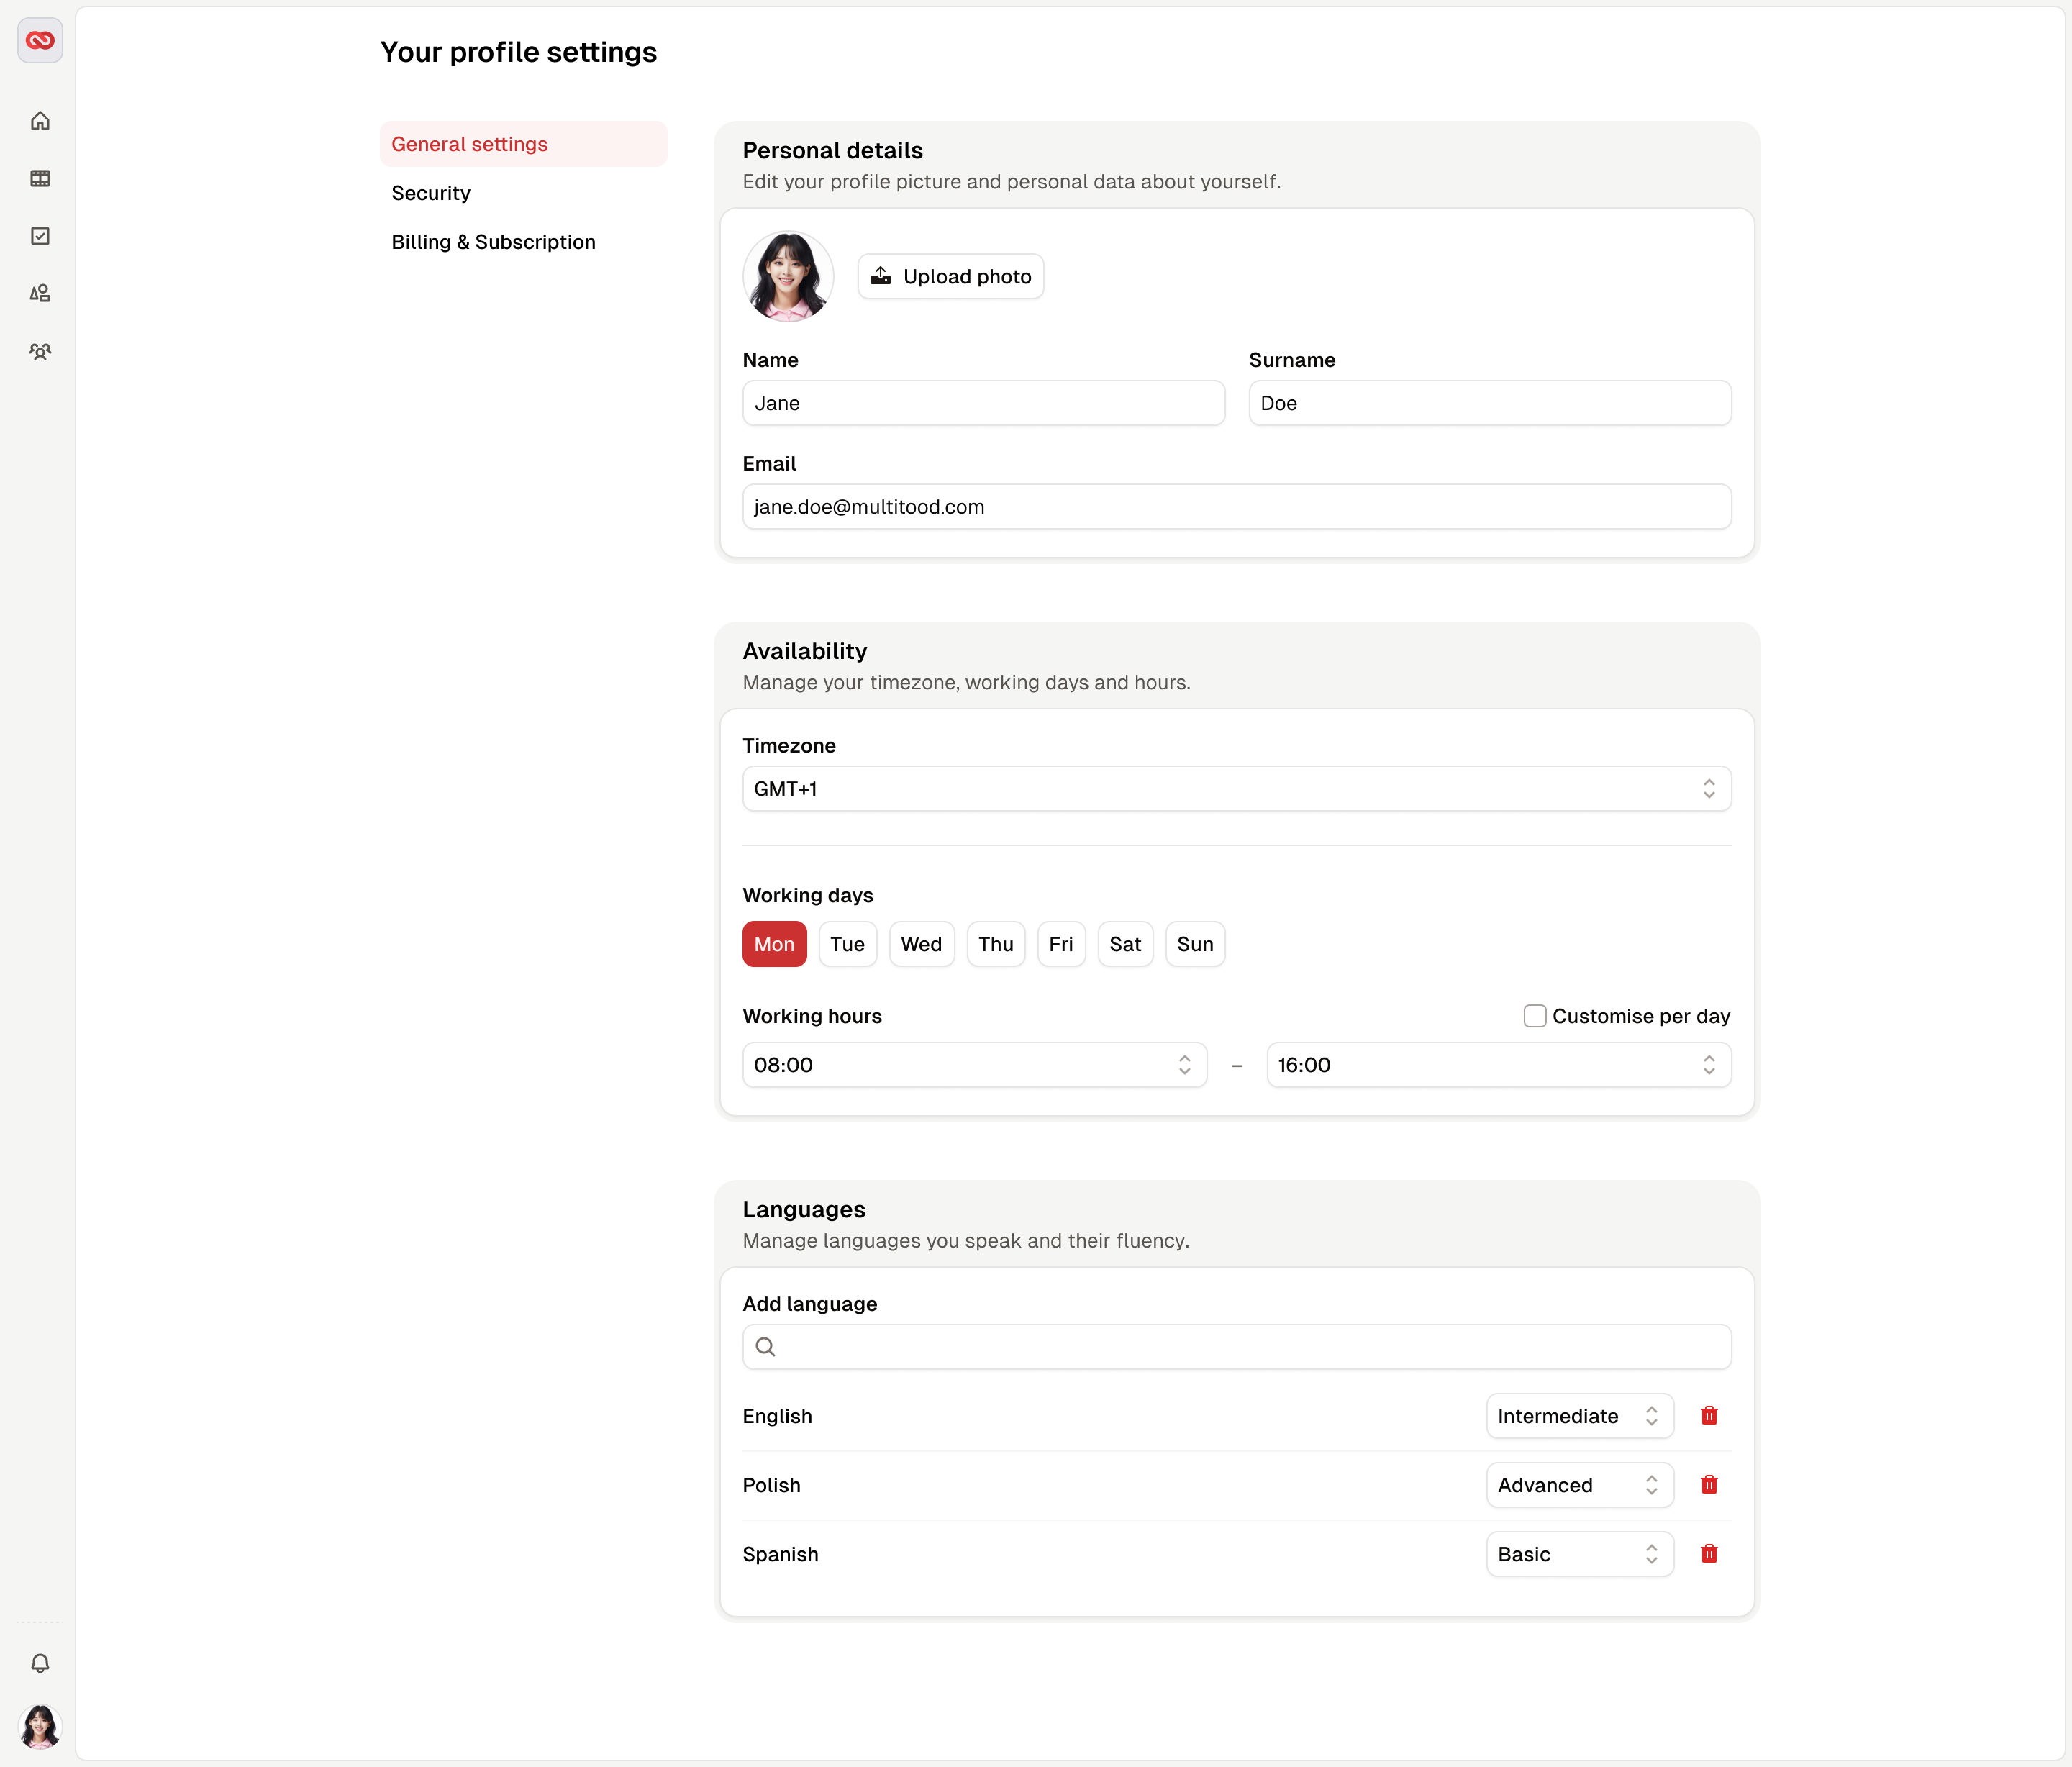 Your profile settings
General settings
Security
Billing & Subscription
Personal details
Edit your profile picture and personal data about yourself.
Upload photo
Name
Surname
Jane
Doe
Email
jane.doe@multitood.com
Availability
Manage your timezone, working days and hours.
Timezone
GMT+1
Working days
Mon Tue Wed Thu Fri Sat Sun
Working hours
Customise per day
08:00 – 16:00
Languages
Manage languages you speak and their fluency.
Add language
English Intermediate
Polish Advanced
Spanish Basic